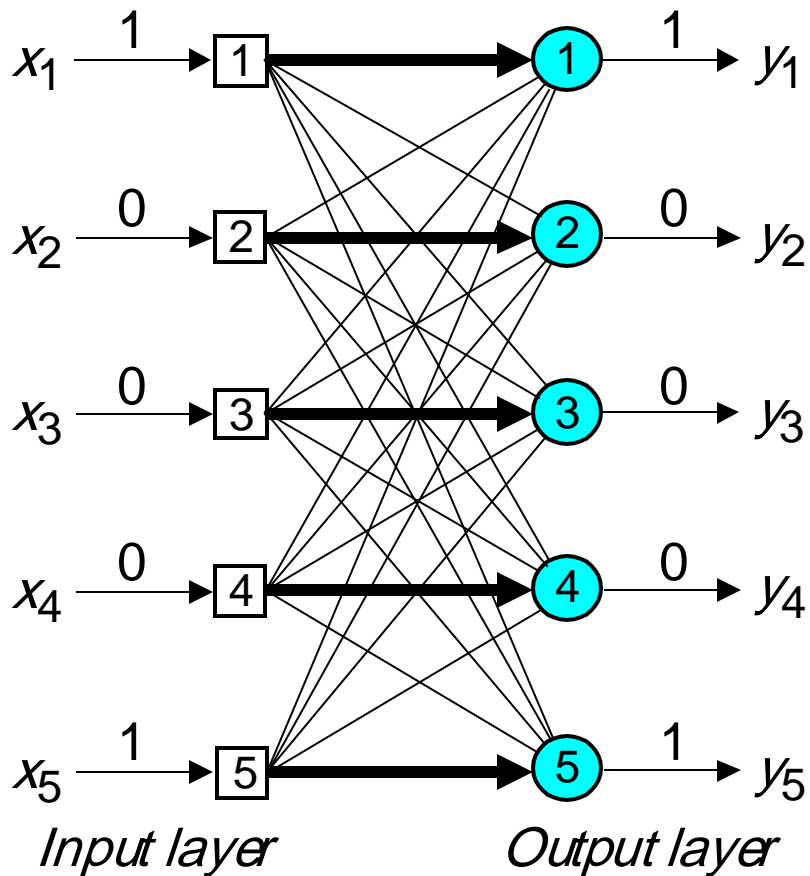 x1 1 1 1 1 y1
x2 0 2 2 0 y2
x3 0 3 3 0 y3
x4 0 4 4 0 y4
x5 1 5 5 1 y5
Input layer Output layer